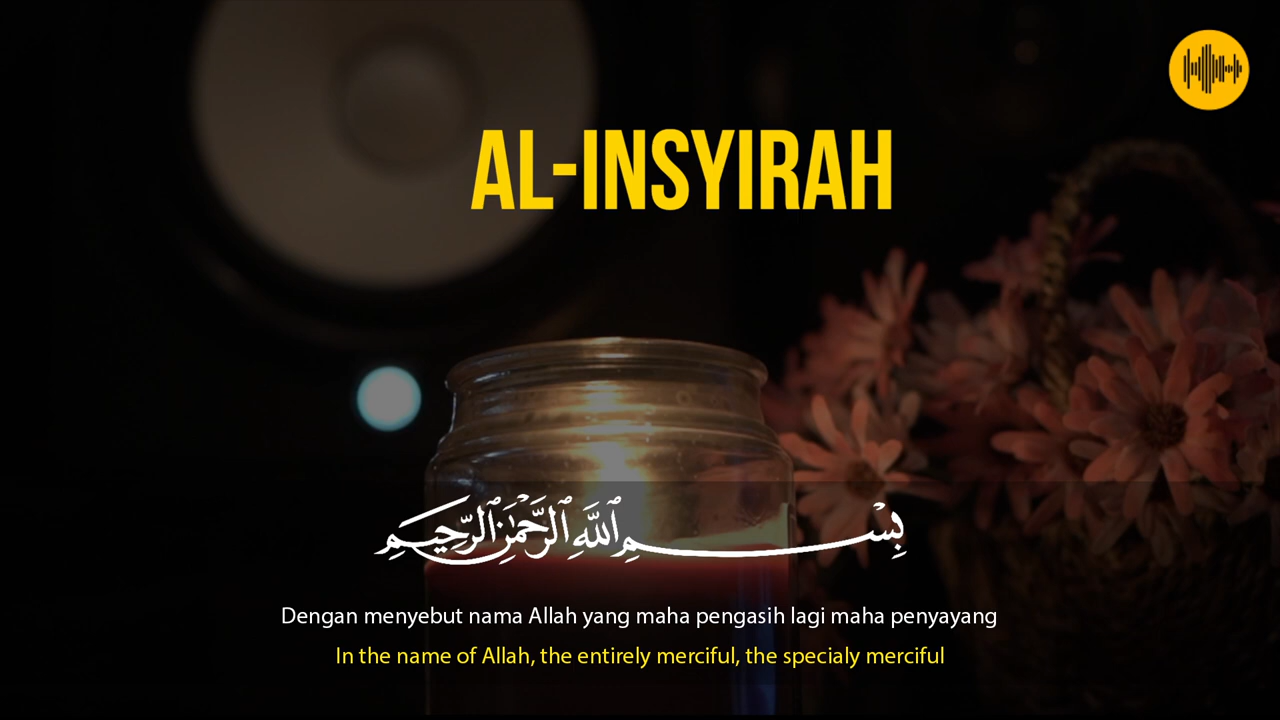 AL-INSYIRAH
بِسْمِ ٱللَّهِ ٱلرَّحْمَٰنِ ٱلرَّحِيمِ
Dengan menyebut nama Allah yang maha pengasih lagi maha penyayang
In the name of Allah, the entirely merciful, the specialy merciful